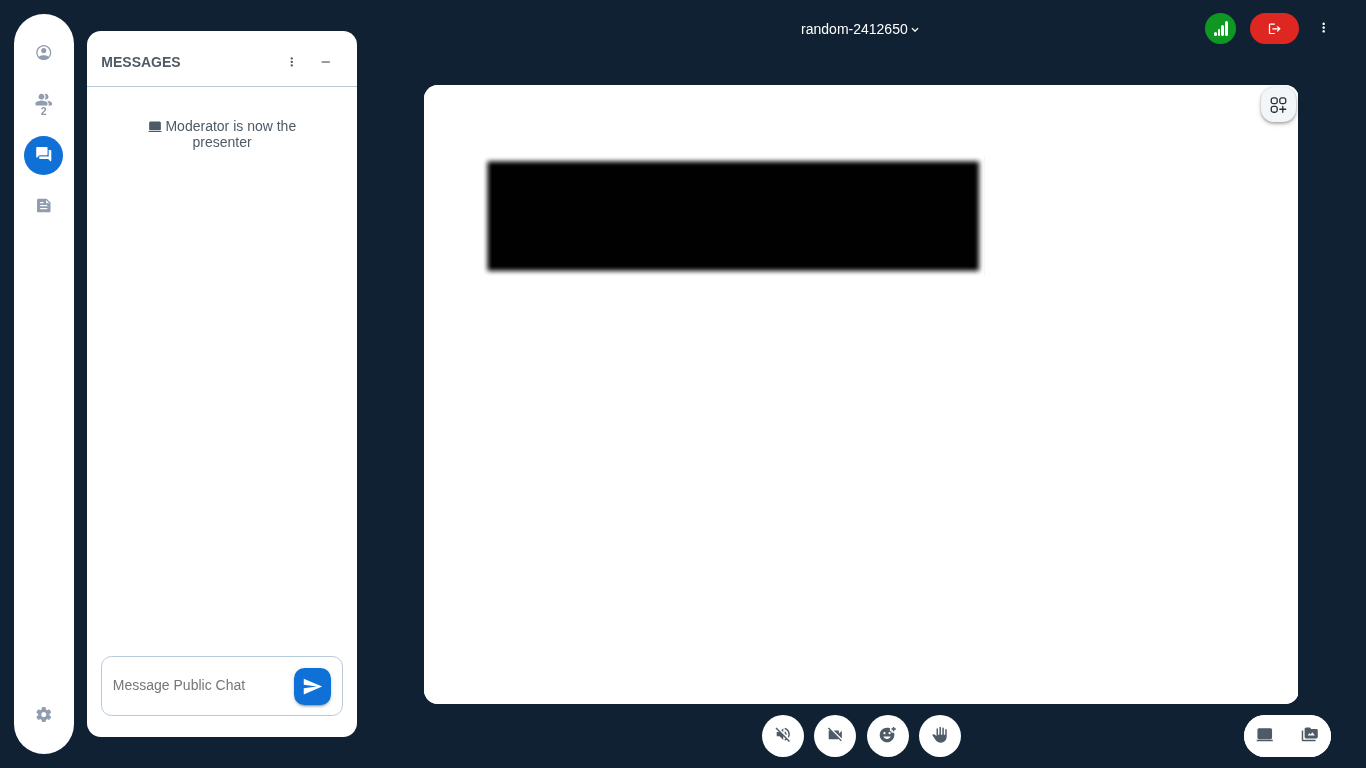 random-2412650
MESSAGES
2
Moderator is now the
presenter
Message Public Chat